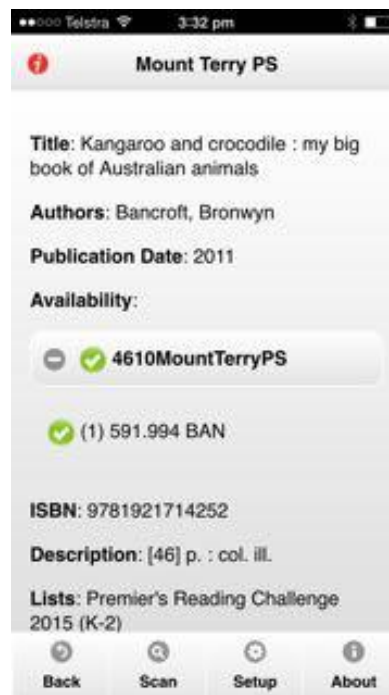 Telstra 3:32 pm
Mount Terry PS
Title: Kangaroo and crocodile : my big
book of Australian animals
Authors: Bancroft, Bronwyn
Publication Date: 2011
Availability:
4610MountTerryPS
(1) 591.994 BAN
ISBN: 9781921714252
Description: [46] p. : col. ill.
Lists: Premier's Reading Challenge
2015 (K-2)
Back Scan Setup About